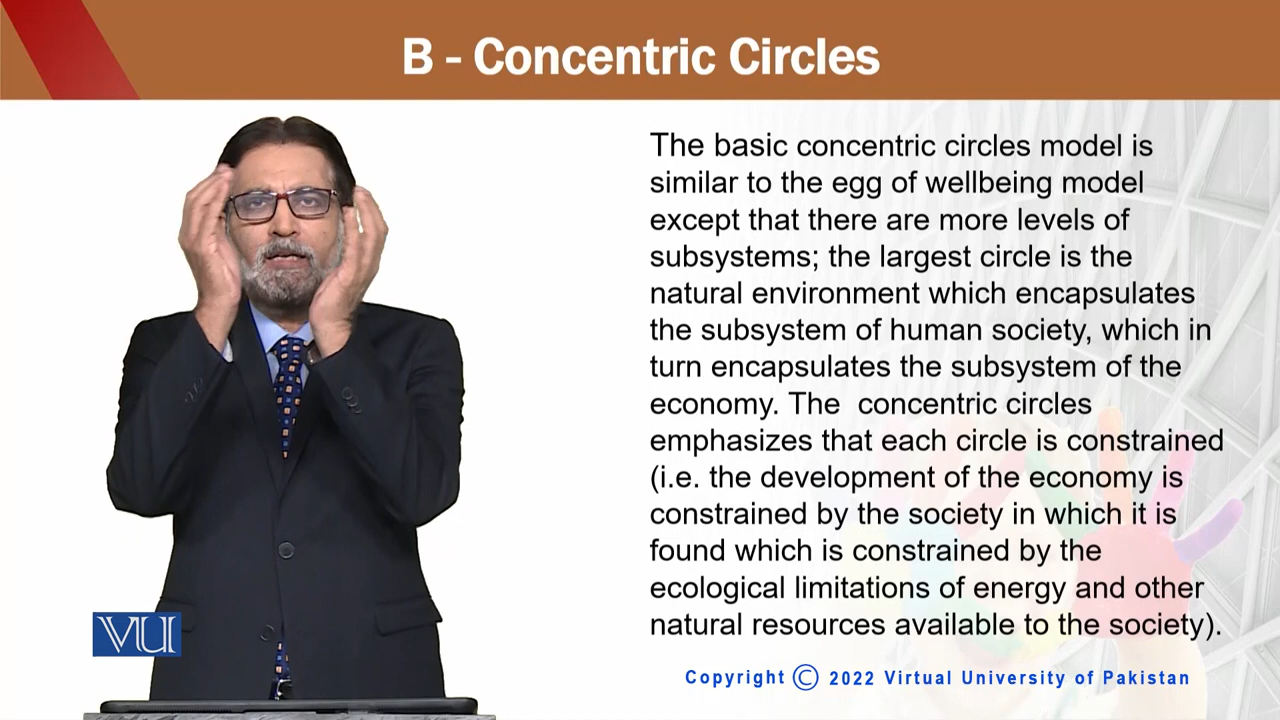 B - Concentric Circles
The basic concentric circles model is
similar to the egg of wellbeing model
except that there are more levels of
subsystems; the largest circle is the
natural environment which encapsulates
the subsystem of human society, which in
turn encapsulates the subsystem of the
economy. The  concentric circles
emphasizes that each circle is constrained
(i.e. the development of the economy is
constrained by the society in which it is
found which is constrained by the
ecological limitations of energy and other
natural resources available to the society).
VU
Copyright © 2022 Virtual University of Pakistan